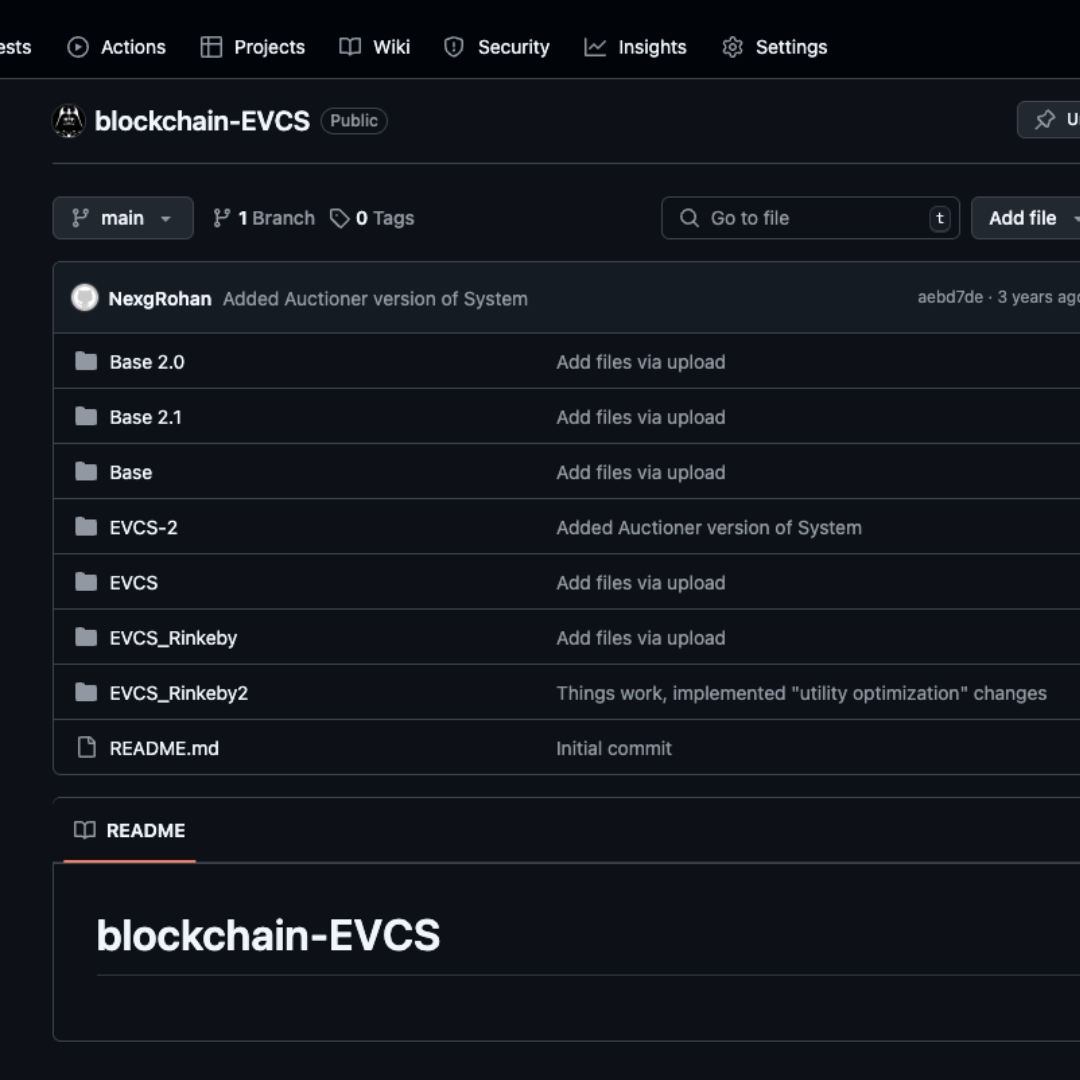 ests Actions Projects Wiki Security Insights Settings
blockchain-EVCS Public U
main 1 Branch 0 Tags Go to file t Add file
NexgRohan Added Auctioner version of System aebd7de · 3 years ago
Base 2.0 Add files via upload
Base 2.1 Add files via upload
Base Add files via upload
EVCS-2 Added Auctioner version of System
EVCS Add files via upload
EVCS_Rinkeby Add files via upload
EVCS_Rinkeby2 Things work, implemented "utility optimization" changes
README.md Initial commit
README
blockchain-EVCS